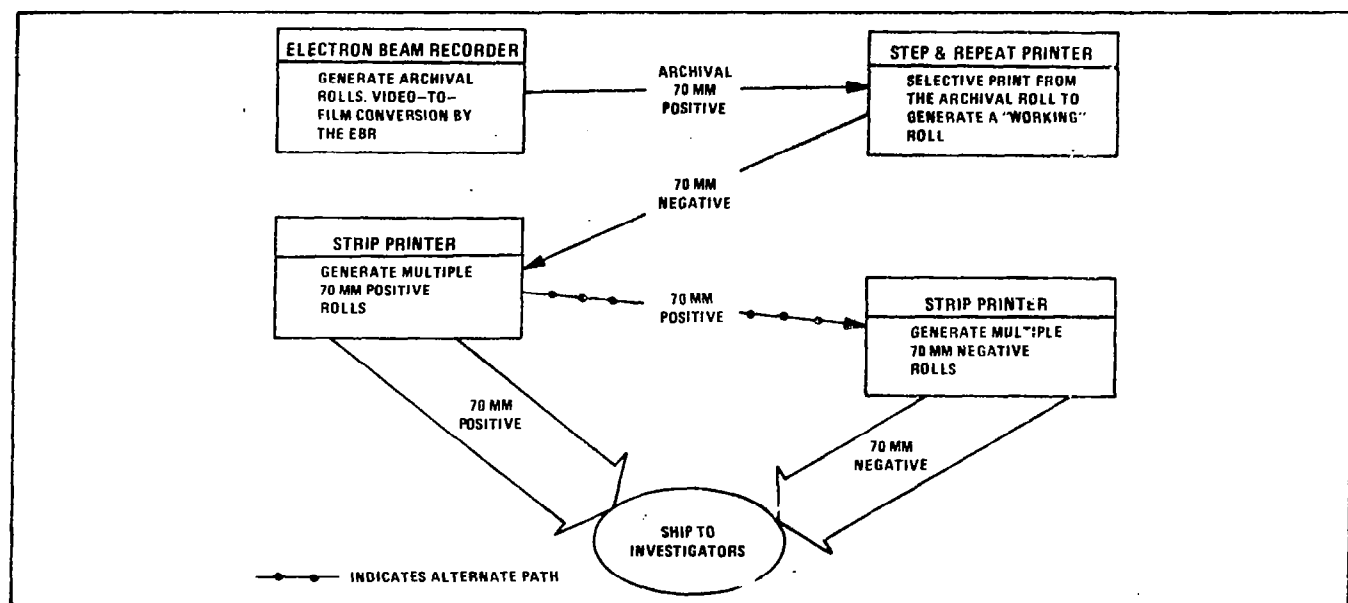 ELECTRON BEAM RECORDER
GENERATE ARCHIVAL
ROLLS. VIDEO-TO-
FILM CONVERSION BY
THE EBR
ARCHIVAL
70 MM
POSITIVE
STEP & REPEAT PRINTER
SELECTIVE PRINT FROM
THE ARCHIVAL ROLL TO
GENERATE A "WORKING"
ROLL
70 MM
NEGATIVE
STRIP PRINTER
GENERATE MULTIPLE
70 MM POSITIVE
ROLLS
70 MM
POSITIVE
STRIP PRINTER
GENERATE MULTIPLE
70 MM NEGATIVE
ROLLS
70 MM
POSITIVE
70 MM
NEGATIVE
SHIP TO
INVESTIGATORS
INDICATES ALTERNATE PATH